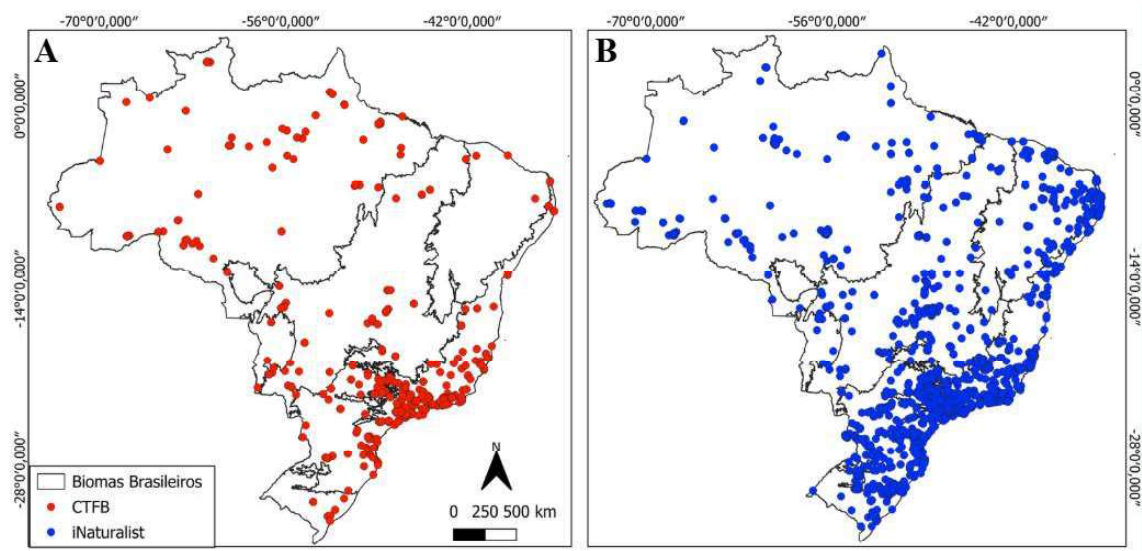 -70°0′0,000″ -56°0′0,000″ -42°0′0,000″
-70°0′0,000″ -56°0′0,000″ -42°0′0,000″
A
B
0°0′0,000″
-14°0′0,000″
-28°0′0,000″
0°0′0,000″
-14°0′0,000″
-28°0′0,000″
N
Biomas Brasileiros
CTFB
iNaturalist
0 250 500 km